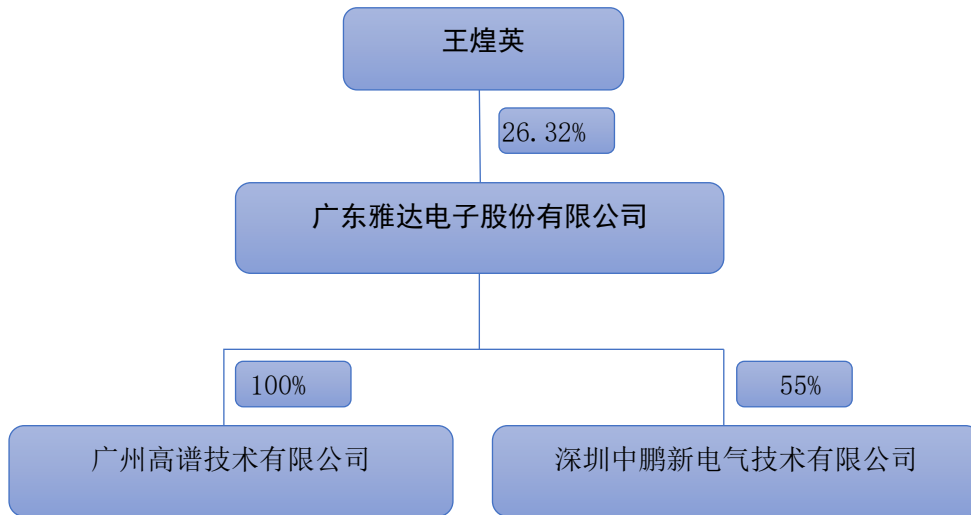 王煌英
26.32%
广东雅达电子股份有限公司
100%
55%
广州高谱技术有限公司
深圳中鹏新电气技术有限公司